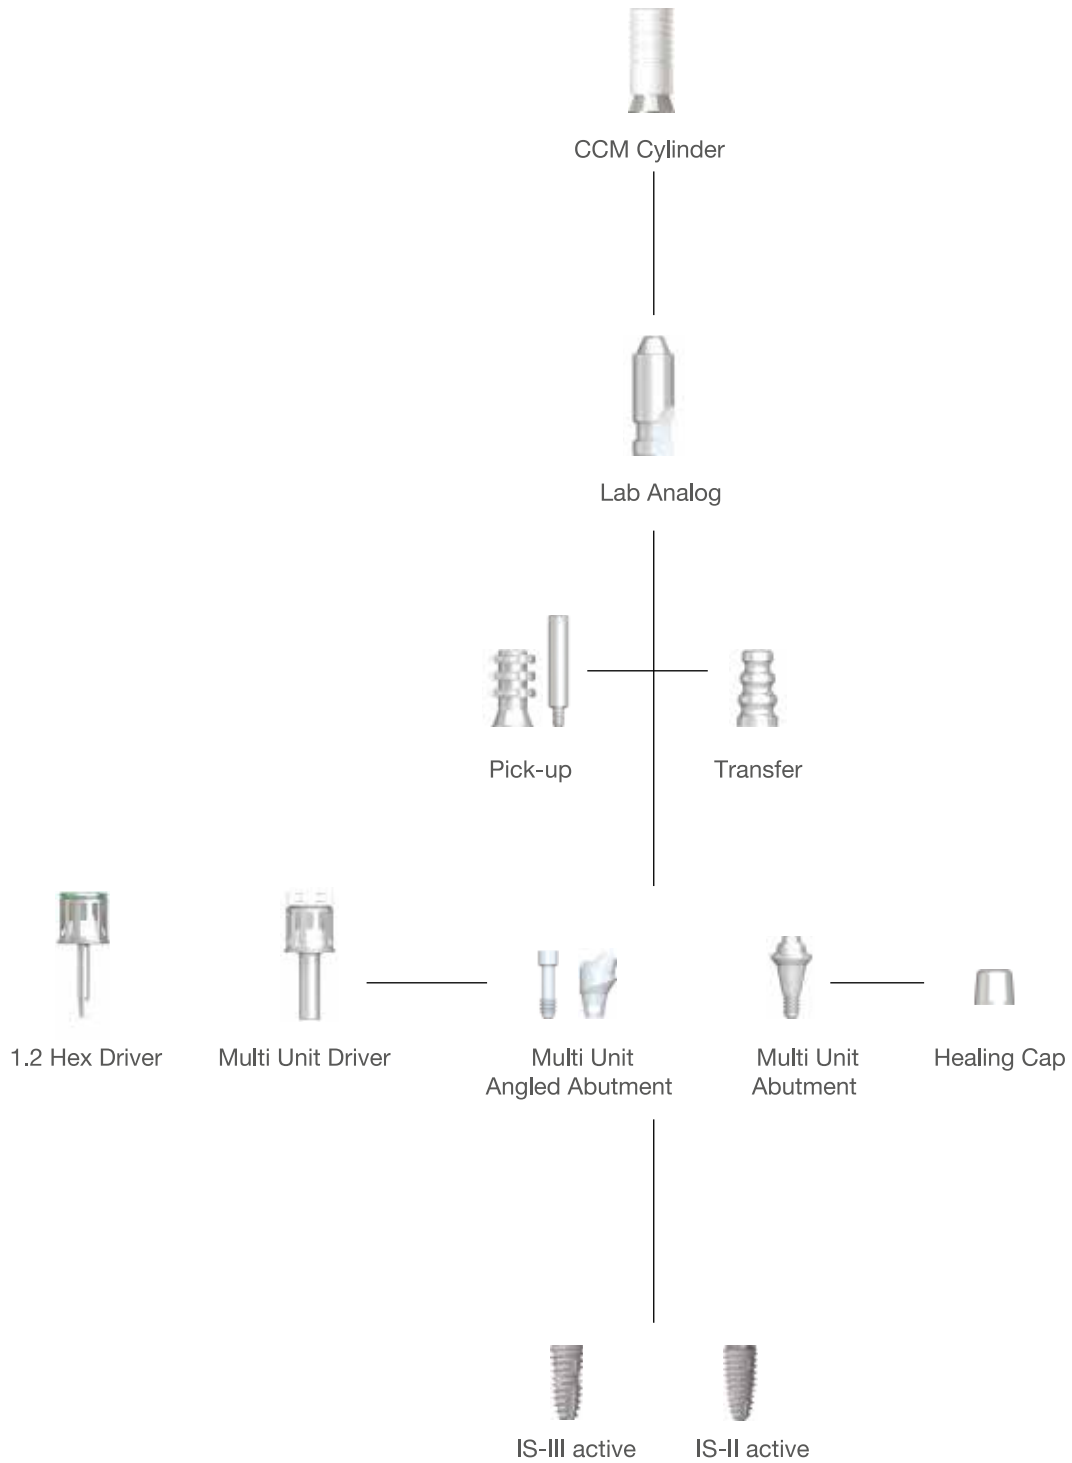 CCM Cylinder
Lab Analog
Pick-up
Transfer
1.2 Hex Driver
Multi Unit Driver
Multi Unit
Angled Abutment
Multi Unit
Abutment
Healing Cap
IS-III active
IS-II active